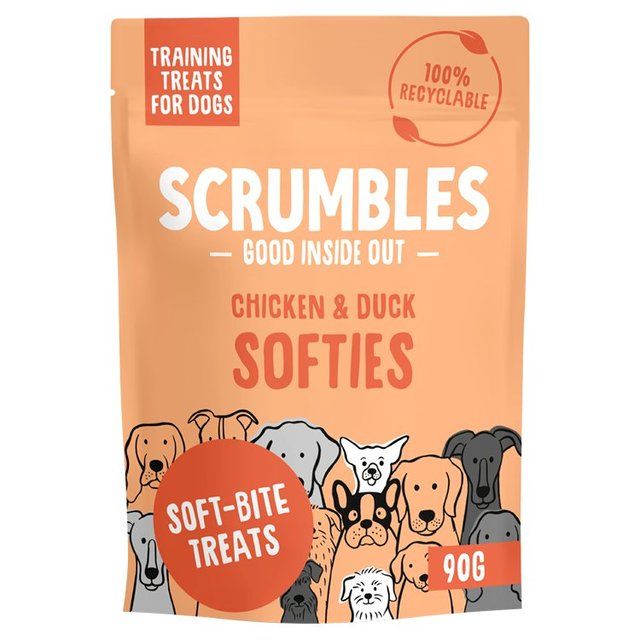 TRAINING
TREATS
FOR DOGS
100%
RECYCLABLE
SCRUMBLES
— GOOD INSIDE OUT —
CHICKEN & DUCK
SOFTIES
SOFT-BITE
TREATS
90G